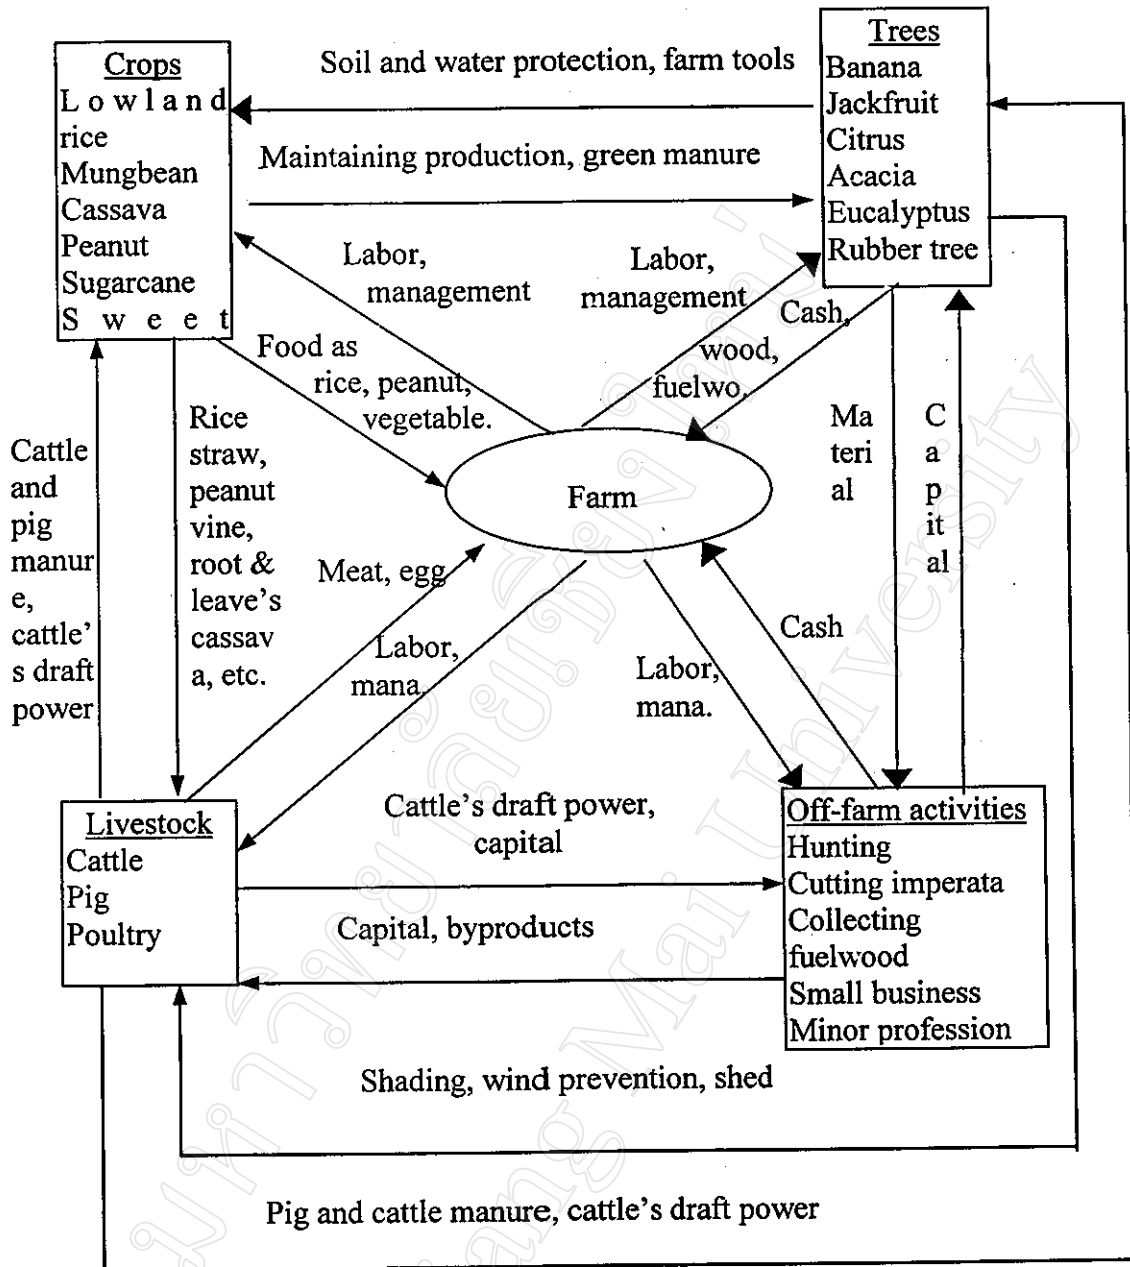 Crops
Lowland
rice
Mungbean
Cassava
Peanut
Sugarcane
Sweet
Soil and water protection, farm tools
Maintaining production, green manure
Trees
Banana
Jackfruit
Citrus
Acacia
Eucalyptus
Rubber tree
Labor,
management
Labor,
management
Cash,
wood,
fuelwo,
Food as
rice, peanut,
vegetable.
Cattle
and
pig
manur
e,
cattle'
s draft
power
Rice
straw,
peanut
vine,
root &
leave's
cassav
a, etc.
Farm
Ma
teri
al
C
a
p
it
al
Meat, egg
Labor,
mana.
Labor,
mana.
Cash
Livestock
Cattle
Pig
Poultry
Cattle's draft power,
capital
Capital, byproducts
Off-farm activities
Hunting
Cutting imperata
Collecting
fuelwood
Small business
Minor profession
Shading, wind prevention, shed
Pig and cattle manure, cattle's draft power
ang Mai University